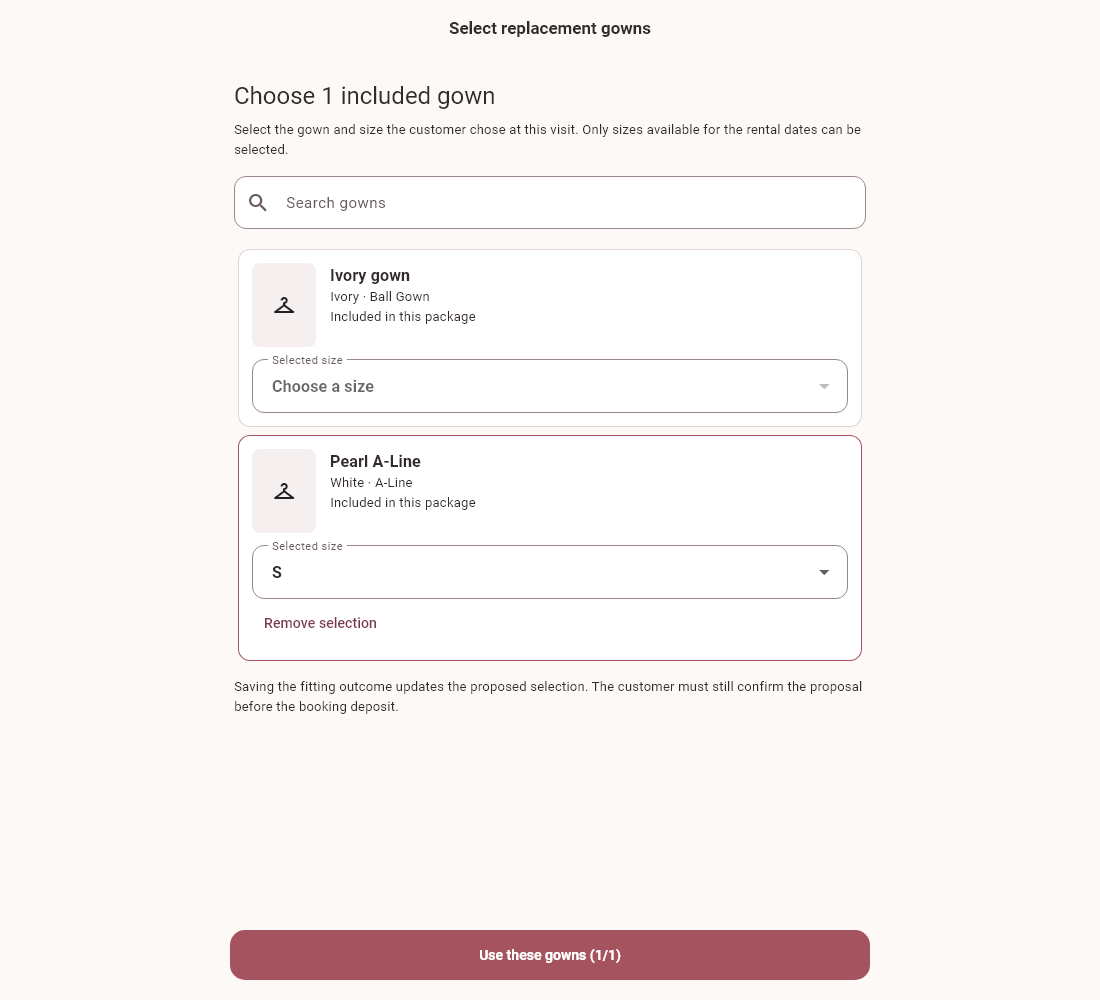 Select replacement gowns
Choose 1 included gown
Select the gown and size the customer chose at this visit. Only sizes available for the rental dates can be
selected.
Search gowns
Ivory gown
Ivory · Ball Gown
Included in this package
Selected size
Choose a size
Pearl A-Line
White · A-Line
Included in this package
Selected size
S
Remove selection
Saving the fitting outcome updates the proposed selection. The customer must still confirm the proposal
before the booking deposit.
Use these gowns (1/1)